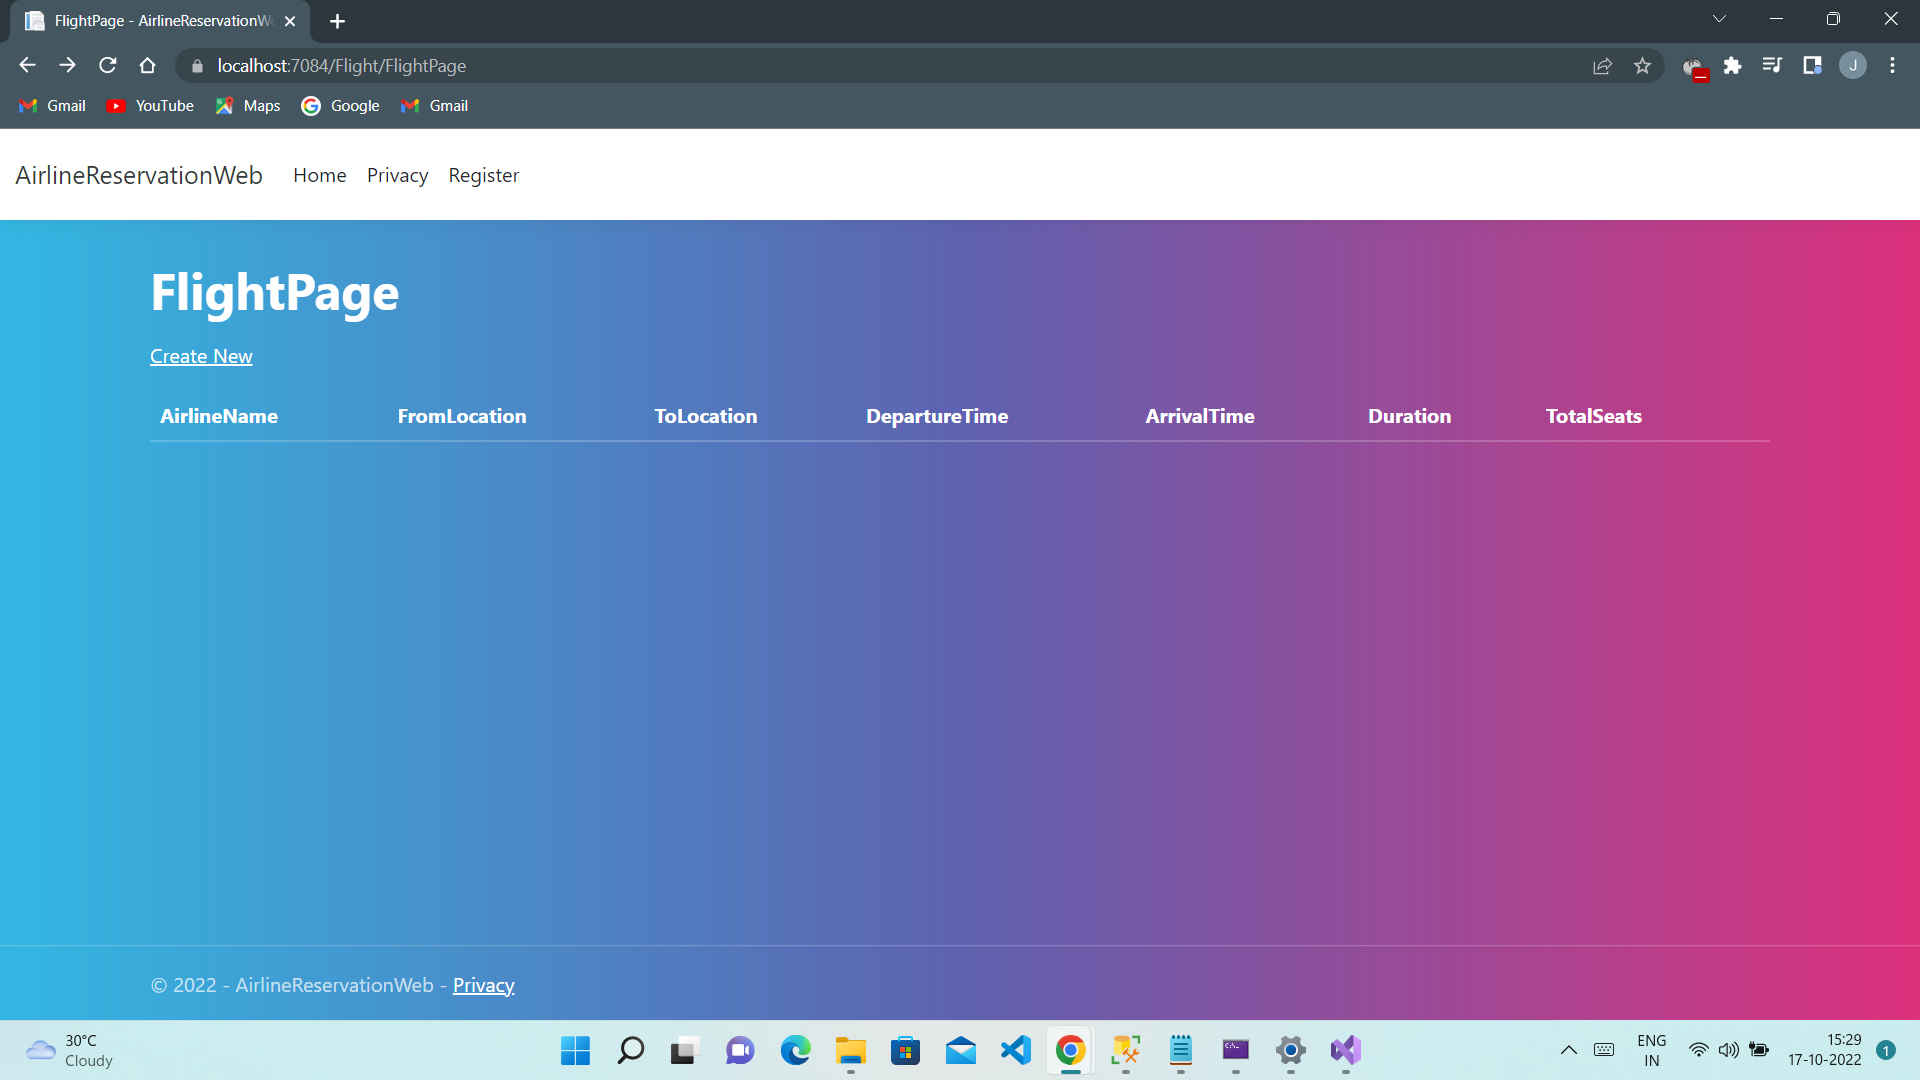 FlightPage - AirlineReservationW
localhost:7084/Flight/FlightPage
J
Gmail YouTube Maps Google Gmail
AirlineReservationWeb Home Privacy Register
FlightPage
Create New
AirlineName FromLocation ToLocation DepartureTime ArrivalTime Duration TotalSeats
© 2022 - AirlineReservationWeb - Privacy
30°C
Cloudy
ENG
IN
15:29
17-10-2022
1